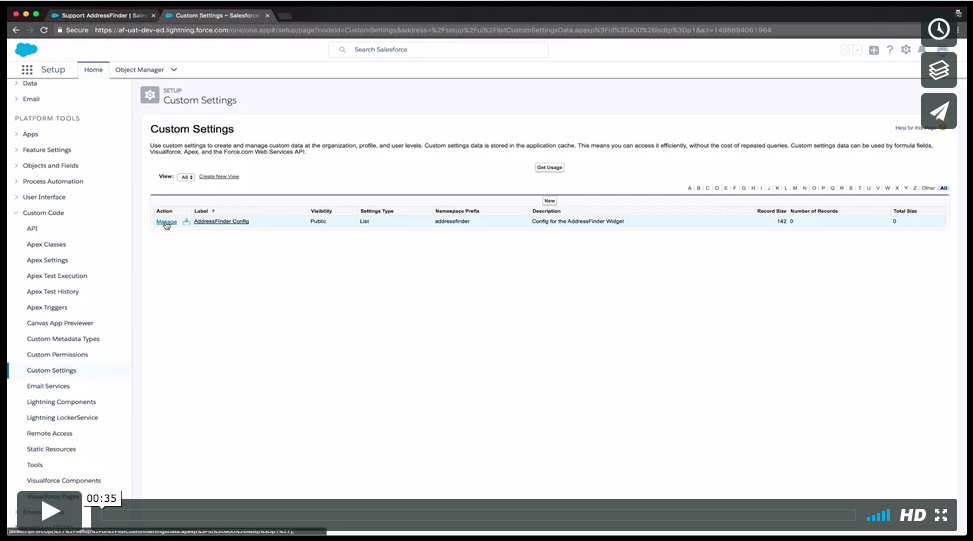 Support AddressFinder | Sale
Custom Settings ~ Salesforce
Secure https://af-uat-dev-ed.lightning.force.com/one/one.app#/setup/page?nodeId=CustomSettings&address=%2Fsetup%2Fui%2FlistCustomSettingsData.apexp%3Fid%3Da00%26isdtp%3Dp1&a:t=1498694061964
Search Salesforce
Setup Home Object Manager
Data
Email
PLATFORM TOOLS
Apps
Feature Settings
Objects and Fields
Process Automation
User Interface
Custom Code
API
Apex Classes
Apex Settings
Apex Test Execution
Apex Test History
Apex Triggers
Canvas App Previewer
Custom Metadata Types
Custom Permissions
Custom Settings
Email Services
Lightning Components
Lightning LockerService
Remote Access
Static Resources
Tools
Visualforce Components
Visualforce Pages
SETUP
Custom Settings
Custom Settings
Help for this Page
Use custom settings to create and manage custom data at the organization, profile, and user levels. Custom settings data is stored in the application cache. This means you can access it efficiently, without the cost of repeated queries. Custom settings data can be used by formula fields,
Visualforce, Apex, and the Force.com Web Services API.
Get Usage
View: All Create New View
A B C D E F G H I J K L M N O P Q R S T U V W X Y Z Other All
New
Action Label ↑ Visibility Settings Type Namespace Prefix Description Record Size Number of Records Total Size
Manage AddressFinder Config Public List addressfinder Config for the AddressFinder Widget 142 0 0
00:35
HD